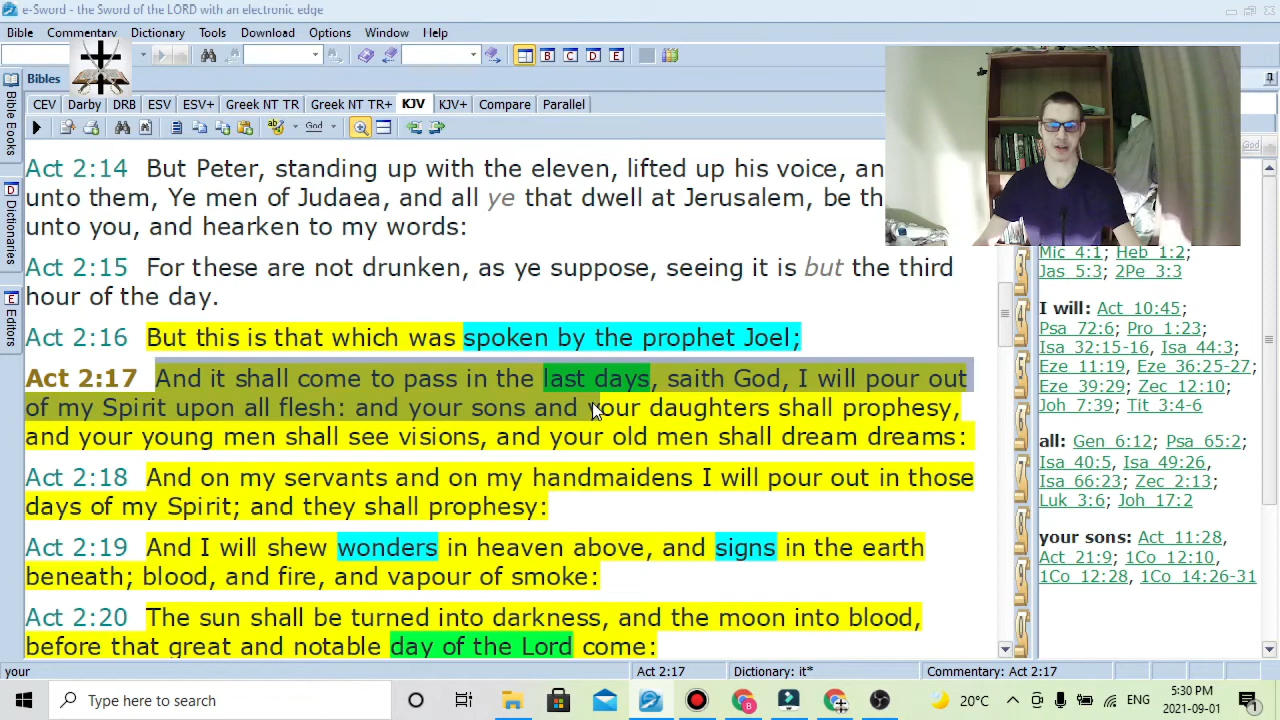 e-Sword - the Sword of the LORD with an electronic edge
Bible Commentary Dictionary Tools Download Options Window Help
B C D E
Bibles
CEV Darby DRB ESV ESV+ Greek NT TR Greek NT TR+ KJV KJV+ Compare Parallel
God
Bible Books
Dictionaries
Editors
Act 2:14 But Peter, standing up with the eleven, lifted up his voice, an
unto them, Ye men of Judaea, and all ye that dwell at Jerusalem, be th
unto you, and hearken to my words:
Act 2:15 For these are not drunken, as ye suppose, seeing it is but the third
hour of the day.
Act 2:16 But this is that which was spoken by the prophet Joel;
Act 2:17 And it shall come to pass in the last days, saith God, I will pour out
of my Spirit upon all flesh: and your sons and your daughters shall prophesy,
and your young men shall see visions, and your old men shall dream dreams:
Act 2:18 And on my servants and on my handmaidens I will pour out in those
days of my Spirit; and they shall prophesy:
Act 2:19 And I will shew wonders in heaven above, and signs in the earth
beneath; blood, and fire, and vapour of smoke:
Act 2:20 The sun shall be turned into darkness, and the moon into blood,
before that great and notable day of the Lord come:
God
3
4
5
6
7
8
9
Mic 4:1; Heb 1:2;
Jas 5:3; 2Pe 3:3
I will: Act 10:45;
Psa 72:6; Pro 1:23;
Isa 32:15-16, Isa 44:3;
Eze 11:19, Eze 36:25-27;
Eze 39:29; Zec 12:10;
Joh 7:39; Tit 3:4-6
all: Gen 6:12; Psa 65:2;
Isa 40:5, Isa 49:26,
Isa 66:23; Zec 2:13;
Luk 3:6; Joh 17:2
your sons: Act 11:28,
Act 21:9; 1Co 12:10,
1Co 12:28, 1Co 14:26-31
your Act 2:17 Dictionary: it* Commentary: Act 2:17
Type here to search
20°C ENG 5:30 PM
2021-09-01